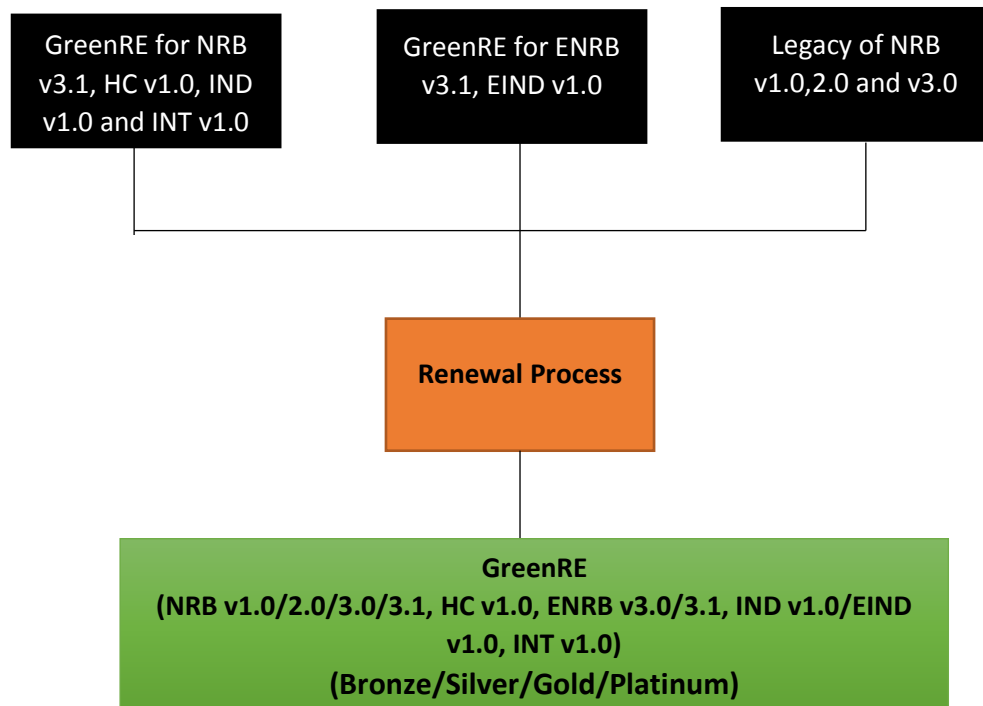 GreenRE for NRB
v3.1, HC v1.0, IND
v1.0 and INT v1.0
GreenRE for ENRB
v3.1, EIND v1.0
Legacy of NRB
v1.0,2.0 and v3.0
Renewal Process
GreenRE
(NRB v1.0/2.0/3.0/3.1, HC v1.0, ENRB v3.0/3.1, IND v1.0/EIND
v1.0, INT v1.0)
(Bronze/Silver/Gold/Platinum)